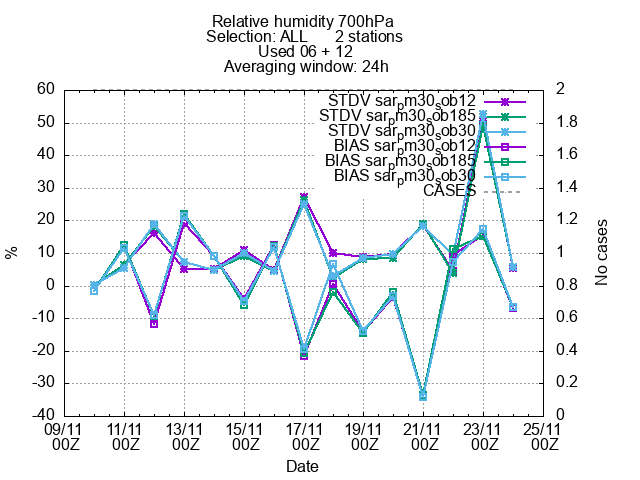 Relative humidity 700hPa
Selection: ALL 2 stations
Used 06 + 12
Averaging window: 24h
60 2
50 1.8
40 1.6
30 1.4
20 1.2
10 1
0 0.8
-10 0.6
-20 0.4
-30 0.2
-40 0
%
No cases
STDV sar_pm30_sob12
STDV sar_pm30_sob185
STDV sar_pm30_sob30
BIAS sar_pm30_sob12
BIAS sar_pm30_sob185
BIAS sar_pm30_sob30
CASES
09/11 11/11 13/11 15/11 17/11 19/11 21/11 23/11 25/11
00Z 00Z 00Z 00Z 00Z 00Z 00Z 00Z 00Z
Date